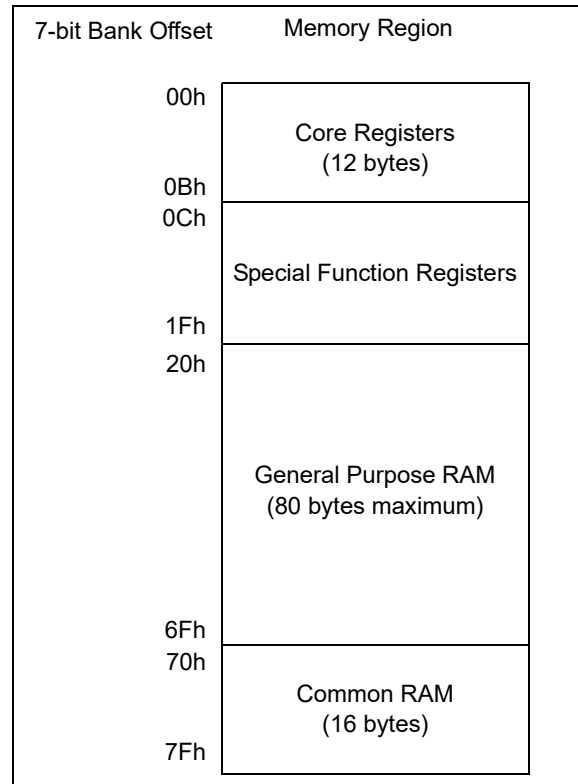 7-bit Bank Offset Memory Region
00h
Core Registers
(12 bytes)
0Bh
0Ch
Special Function Registers
1Fh
20h
General Purpose RAM
(80 bytes maximum)
6Fh
70h
Common RAM
(16 bytes)
7Fh